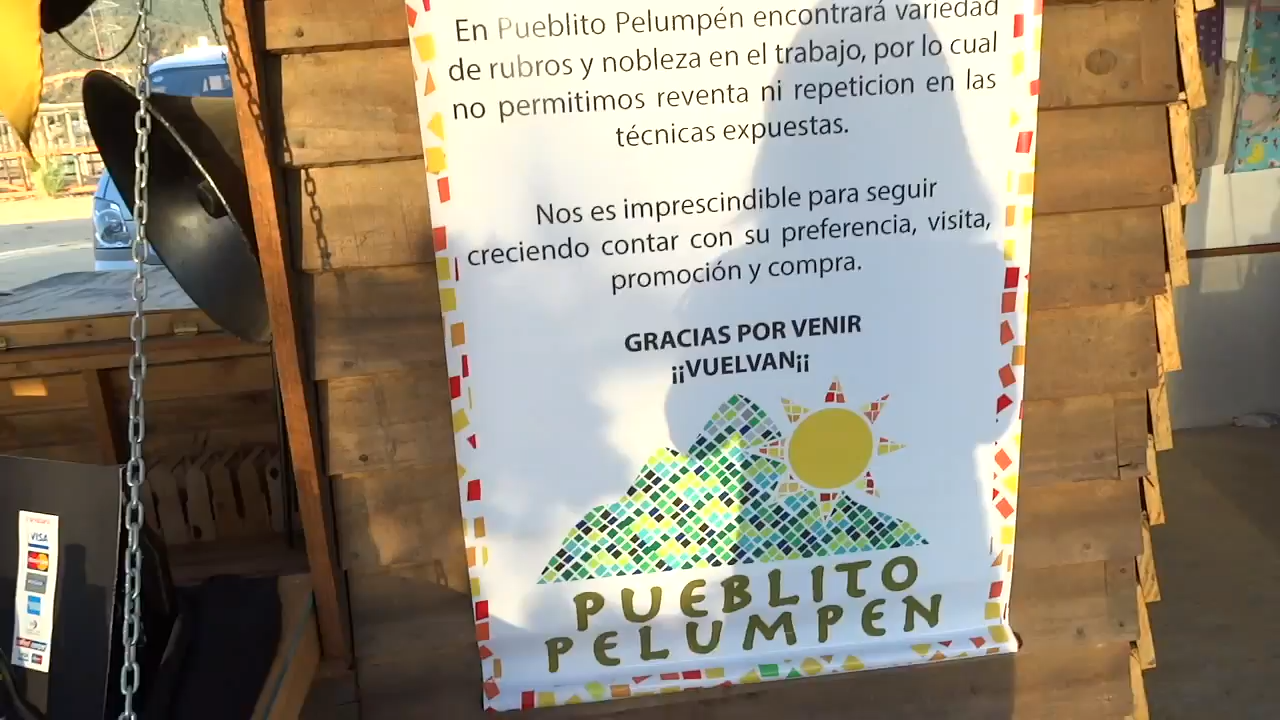 En Pueblito Pelumpén encontrará variedad
de rubros y nobleza en el trabajo, por lo cual
no permitimos reventa ni repeticion en las
técnicas expuestas.
Nos es imprescindible para seguir
creciendo contar con su preferencia, visita,
promoción y compra.
GRACIAS POR VENIR
¡¡VUELVAN¡¡
PUEBLITO
PELUMPEN
VISA